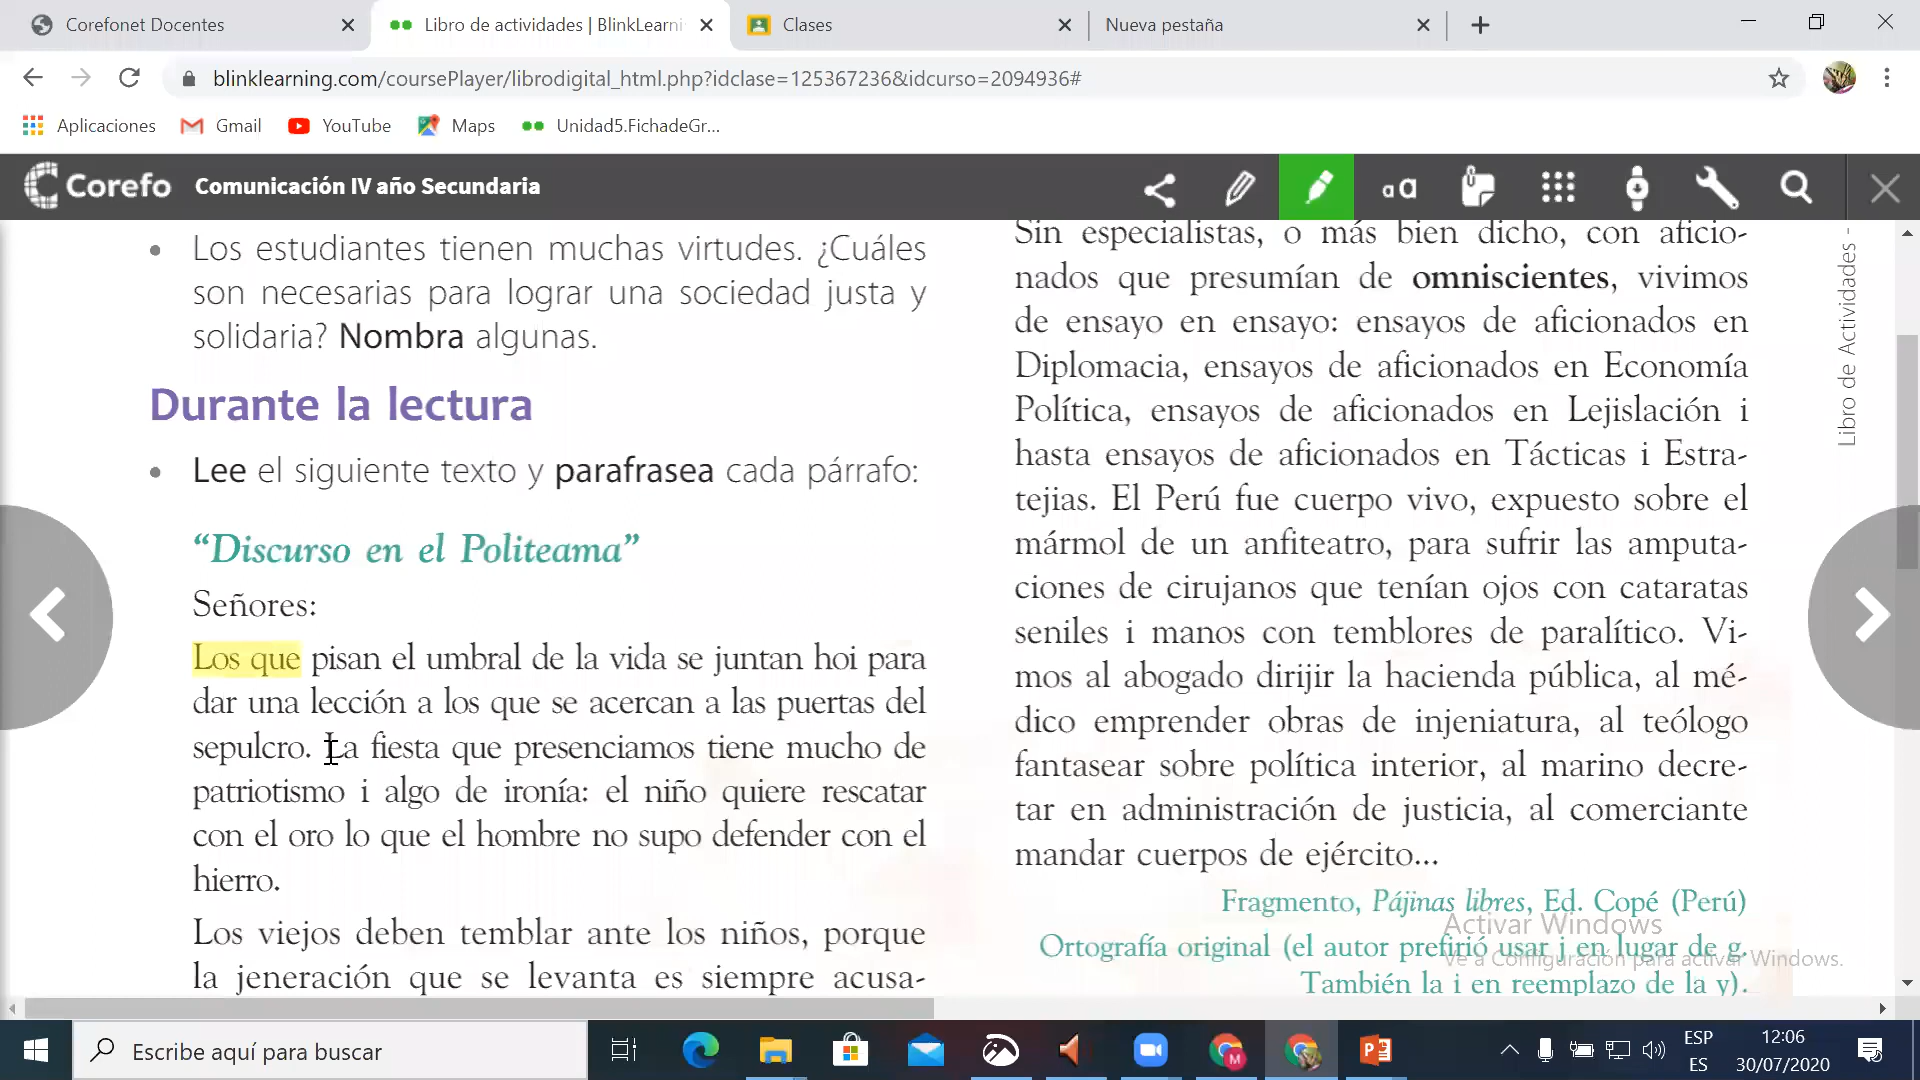 Corefonet Docentes
Libro de actividades | BlinkLearni
Clases
Nueva pestaña
blinklearning.com/coursePlayer/librodigital_html.php?idclase=125367236&idcurso=2094936#
Aplicaciones
Gmail
YouTube
Maps
Unidad5.FichadeGr...
Corefo
Comunicación IV año Secundaria
aa
• Los estudiantes tienen muchas virtudes. ¿Cuáles
son necesarias para lograr una sociedad justa y
solidaria? Nombra algunas.
Durante la lectura
• Lee el siguiente texto y parafrasea cada párrafo:
“Discurso en el Politeama”
Señores:
Los que pisan el umbral de la vida se juntan hoi para
dar una lección a los que se acercan a las puertas del
sepulcro. La fiesta que presenciamos tiene mucho de
patriotismo i algo de ironía: el niño quiere rescatar
con el oro lo que el hombre no supo defender con el
hierro.
Los viejos deben temblar ante los niños, porque
la jeneración que se levanta es siempre acusa-
Sin especialistas, o más bien dicho, con aficio-
nados que presumían de omniscientes, vivimos
de ensayo en ensayo: ensayos de aficionados en
Diplomacia, ensayos de aficionados en Economía
Política, ensayos de aficionados en Lejislación i
hasta ensayos de aficionados en Tácticas i Estra-
tejias. El Perú fue cuerpo vivo, expuesto sobre el
mármol de un anfiteatro, para sufrir las amputa-
ciones de cirujanos que tenían ojos con cataratas
seniles i manos con temblores de paralítico. Vi-
mos al abogado dirijir la hacienda pública, al mé-
dico emprender obras de injeniatura, al teólogo
fantasear sobre política interior, al marino decre-
tar en administración de justicia, al comerciante
mandar cuerpos de ejército...
Fragmento, Pájinas libres, Ed. Copé (Perú)
Ortografía original (el autor prefirió usar j en lugar de g.
También la i en reemplazo de la y).
Libro de Actividades -
Activar Windows
Ve a Configuración para activar Windows.
Escribe aquí para buscar
ESP
ES
12:06
30/07/2020